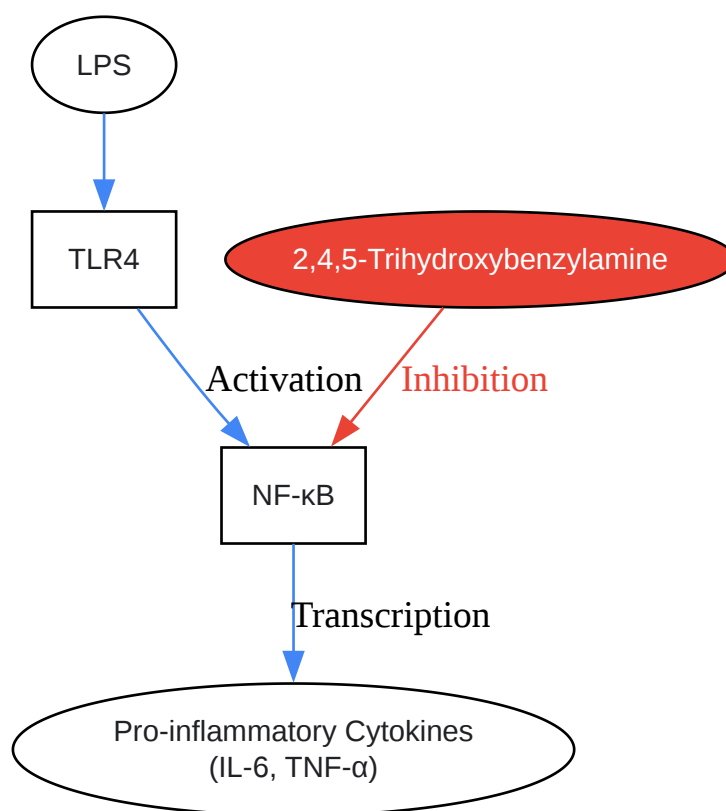 LPS
TLR4
2,4,5-Trihydroxybenzylamine
Activation
Inhibition
NF-κB
Transcription
Pro-inflammatory Cytokines
(IL-6, TNF-α)